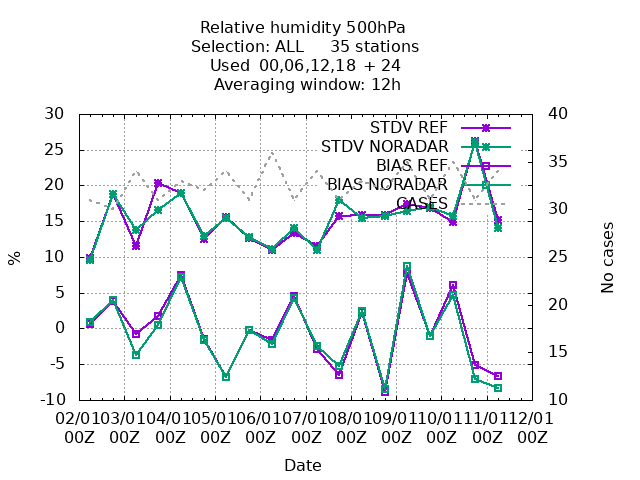 Relative humidity 500hPa
Selection: ALL 35 stations
Used 00,06,12,18 + 24
Averaging window: 12h
STDV REF
STDV NORADAR
BIAS REF
BIAS NORADAR
CASES
30
25
20
15
10
5
0
-5
-10
%
40
35
30
25
20
15
10
No cases
02/01 03/01 04/01 05/01 06/01 07/01 08/01 09/01 10/01 11/01 12/01
00Z 00Z 00Z 00Z 00Z 00Z 00Z 00Z 00Z 00Z 00Z
Date